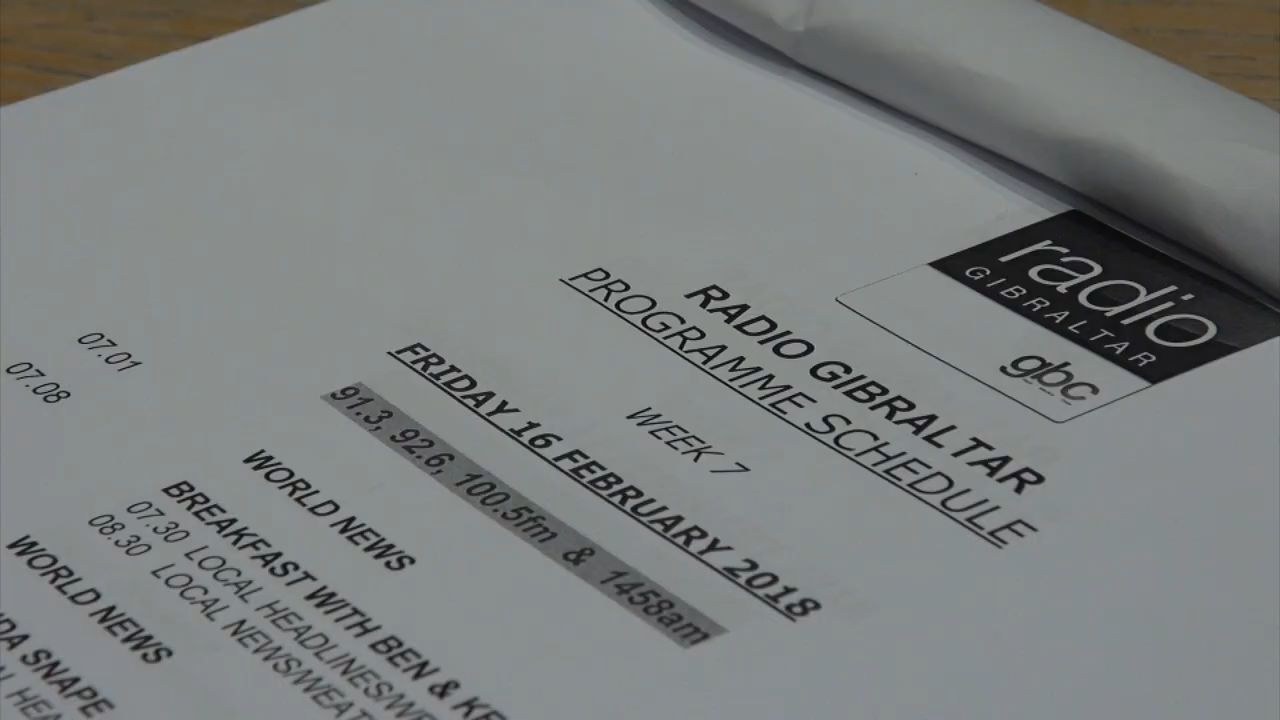 radio
GIBRALTAR
gbc
RADIO GIBRALTAR
PROGRAMME SCHEDULE
WEEK 7
FRIDAY 16 FEBRUARY 2018
91.3, 92.6, 100.5fm & 1458am
07.01 WORLD NEWS
07.08 BREAKFAST WITH BEN &
07.30 LOCAL HEADLINES/
08.30 LOCAL NEWS/
WORLD NEWS
SNAPE